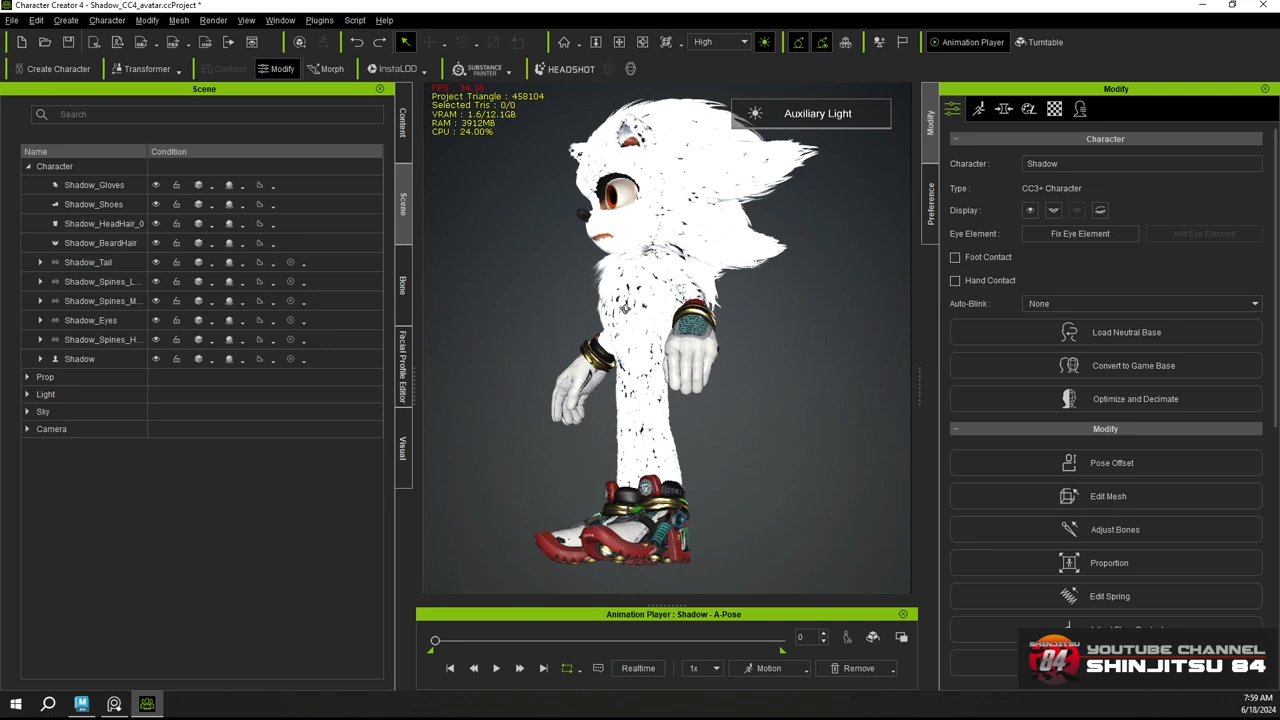 Character Creator 4 - Shadow_CC4_avatar.ccProject *
File Edit Create Character Modify Mesh Render View Window Plugins Script Help
High Animation Player Turntable
Create Character Transformer Conform Modify Morph InstaLOD SUBSTANCE PAINTER HEADSHOT
Scene
Search
Name Condition
Character
Shadow_Gloves
Shadow_Shoes
Shadow_HeadHair_0
Shadow_BeardHair
Shadow_Tail
Shadow_Spines_L...
Shadow_Spines_M...
Shadow_Eyes
Shadow_Spines_H...
Shadow
Prop
Light
Sky
Camera
Content
Scene
Bone
Facial Profile Editor
Visual
FPS : 34.18
Project Triangle : 458104
Selected Tris : 0/0
VRAM : 1.6/12.1GB
RAM : 3912MB
CPU : 24.00%
Auxiliary Light
Animation Player : Shadow - A-Pose
0
Realtime 1x Motion Remove
Modify
Preference
Modify
Character
Character : Shadow
Type : CC3+ Character
Display :
Eye Element : Fix Eye Element Add Eye Element
Foot Contact
Hand Contact
Auto-Blink : None
Load Neutral Base
Convert to Game Base
Optimize and Decimate
Modify
Pose Offset
Edit Mesh
Adjust Bones
Proportion
Edit Spring
SHINJITSU
84
YOUTUBE CHANNEL
SHINJITSU 84
7:59 AM
6/18/2024